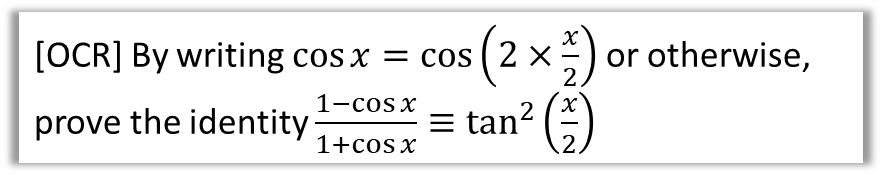 [OCR] By writing cos x = cos (2 × x/2) or otherwise,
prove the identity (1−cos x)/(1+cos x) ≡ tan² (x/2)